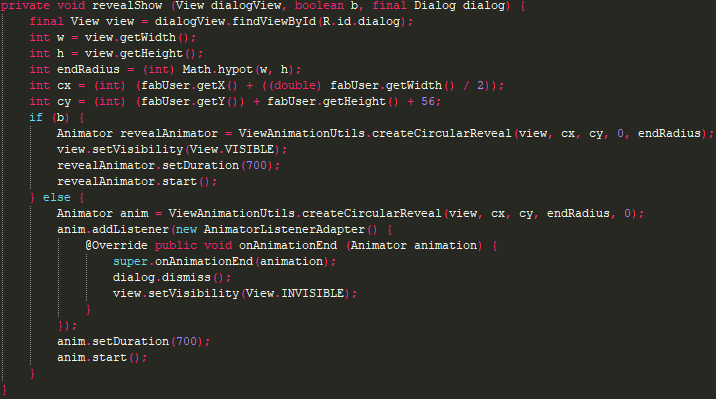 private void revealShow (View dialogView, boolean b, final Dialog dialog) {
    final View view = dialogView.findViewById(R.id.dialog);
    int w = view.getWidth();
    int h = view.getHeight();
    int endRadius = (int) Math.hypot(w, h);
    int cx = (int) (fabUser.getX() + ((double) fabUser.getWidth() / 2));
    int cy = (int) (fabUser.getY()) + fabUser.getHeight() + 56;
    if (b) {
        Animator revealAnimator = ViewAnimationUtils.createCircularReveal(view, cx, cy, 0, endRadius);
        view.setVisibility(View.VISIBLE);
        revealAnimator.setDuration(700);
        revealAnimator.start();
    } else {
        Animator anim = ViewAnimationUtils.createCircularReveal(view, cx, cy, endRadius, 0);
        anim.addListener(new AnimatorListenerAdapter() {
            @Override public void onAnimationEnd (Animator animation) {
                super.onAnimationEnd(animation);
                dialog.dismiss();
                view.setVisibility(View.INVISIBLE);
            }
        });
        anim.setDuration(700);
        anim.start();
    }
}